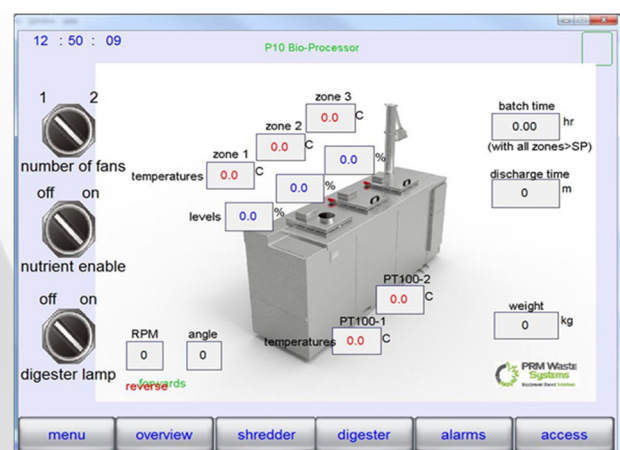 12 : 50 : 09
P10 Bio-Processor
1 2
number of fans
off on
nutrient enable
off on
digester lamp
zone 3
0.0 C
zone 2
0.0 C
zone 1
temperatures 0.0 C
0.0 %
0.0 %
levels 0.0 %
batch time
0.00 hr
(with all zones>SP)
discharge time
0 m
PT100-2
0.0 C
PT100-1
temperatures 0.0 C
weight
0 kg
RPM angle
0 0
forwards
reverse
PRM Waste
Systems
menu overview shredder digester alarms access